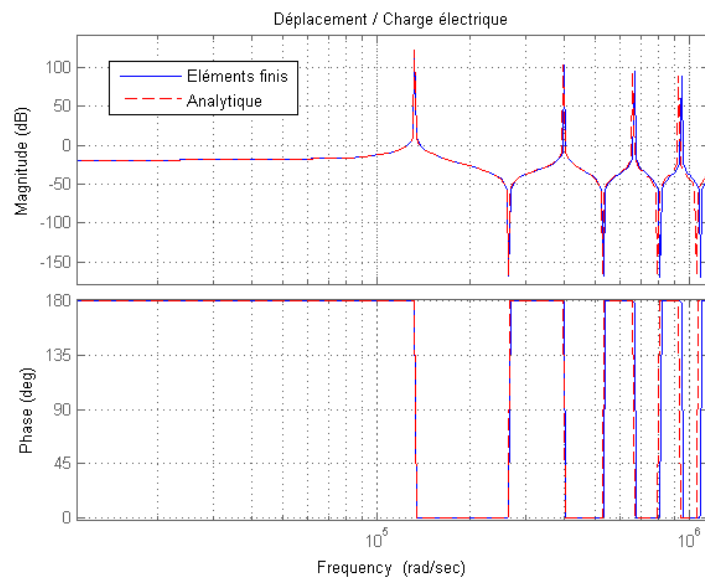 Déplacement / Charge électrique
Magnitude (dB)
100
50
0
-50
-100
-150
Eléments finis
Analytique
Phase (deg)
180
135
90
45
0
10^5
10^6
Frequency (rad/sec)